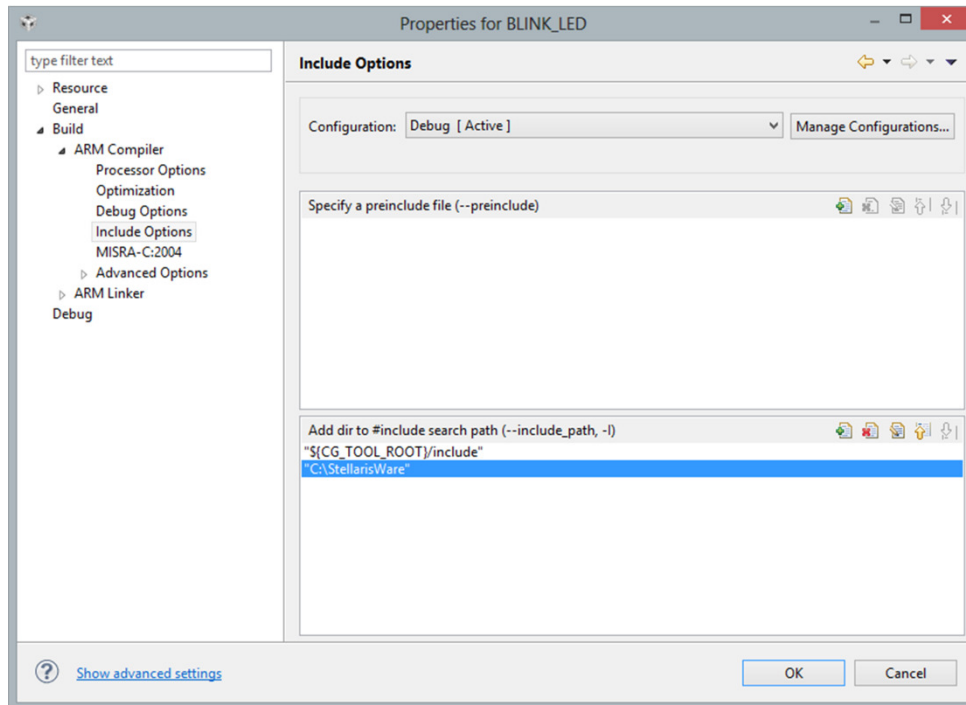 Properties for BLINK_LED
type filter text
Resource
General
Build
ARM Compiler
Processor Options
Optimization
Debug Options
Include Options
MISRA-C:2004
Advanced Options
ARM Linker
Debug
Include Options
Configuration: Debug [ Active ] Manage Configurations...
Specify a preinclude file (--preinclude)
Add dir to #include search path (--include_path, -I)
"${CG_TOOL_ROOT}/include"
"C:\StellarisWare"
Show advanced settings
OK Cancel